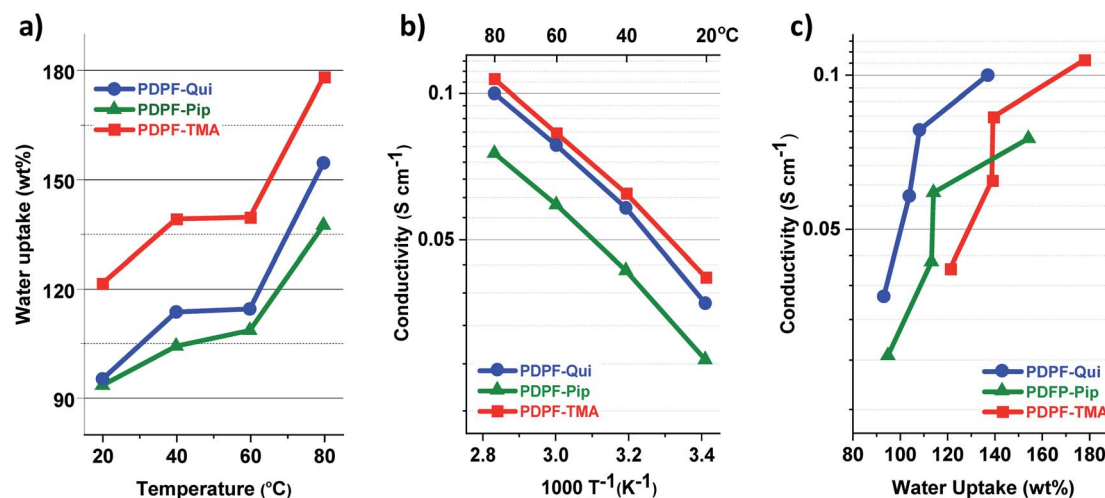 a)
180
150
120
90
Water uptake (wt%)
PDPF-Qui
PDPF-Pip
PDPF-TMA
20 40 60 80
Temperature (°C)
b)
80 60 40 20°C
0.1
0.05
Conductivity (S cm⁻¹)
PDPF-Qui
PDPF-Pip
PDPF-TMA
2.8 3.0 3.2 3.4
1000 T⁻¹(K⁻¹)
c)
0.1
0.05
Conductivity (S cm⁻¹)
PDPF-Qui
PDFP-Pip
PDPF-TMA
80 100 120 140 160 180
Water Uptake (wt%)